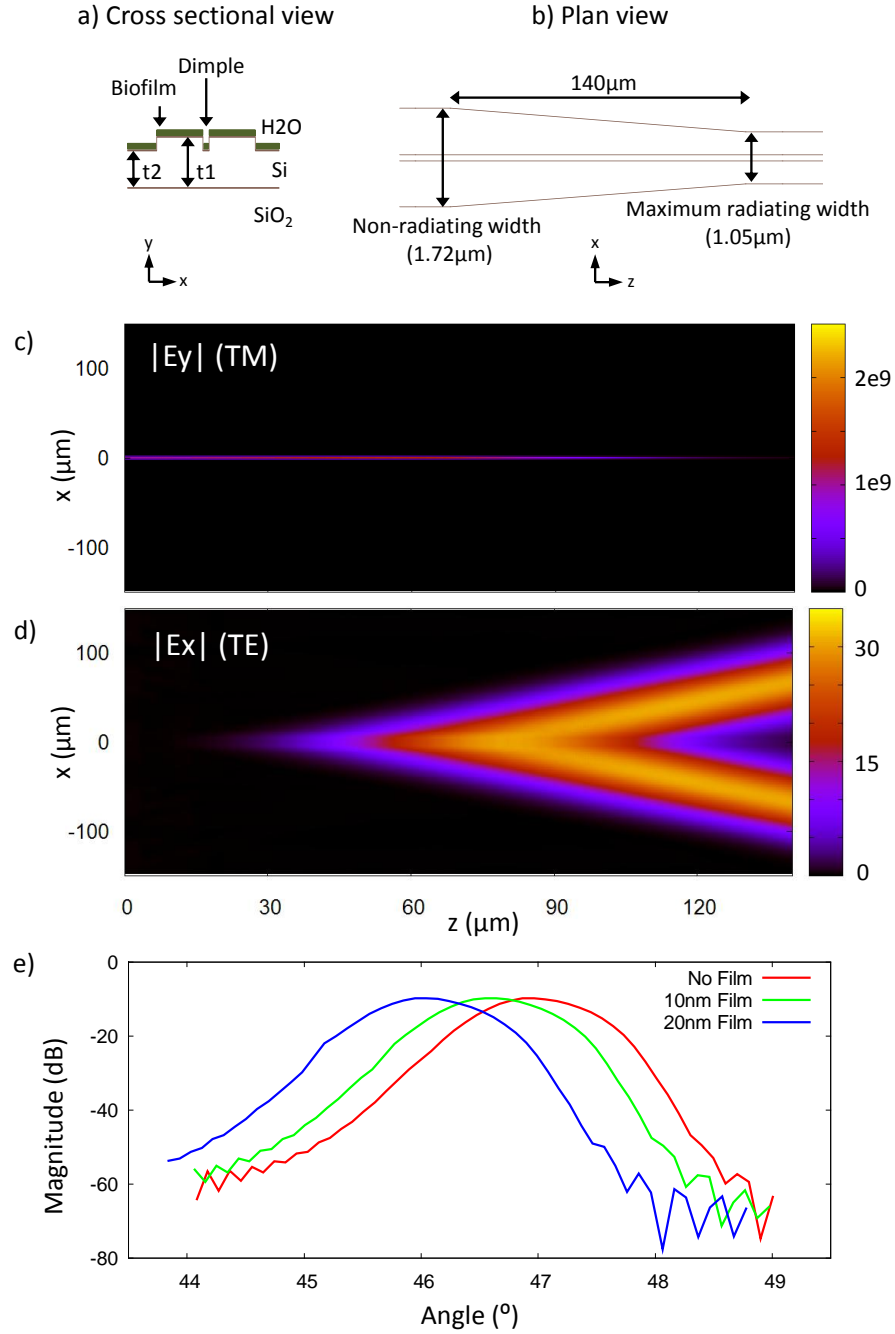 a) Cross sectional view
b) Plan view
Dimple
Biofilm
H2O
t2
t1
Si
SiO₂
y
x
140μm
Non-radiating width
(1.72μm)
Maximum radiating width
(1.05μm)
x
z
c)
|Ey| (TM)
100
0
-100
x (μm)
2e9
1e9
0
d)
|Ex| (TE)
100
0
-100
x (μm)
30
15
0
0
30
60
90
120
z (μm)
e)
0
-20
-40
-60
-80
Magnitude (dB)
No Film
10nm Film
20nm Film
44
45
46
47
48
49
Angle (⁰)